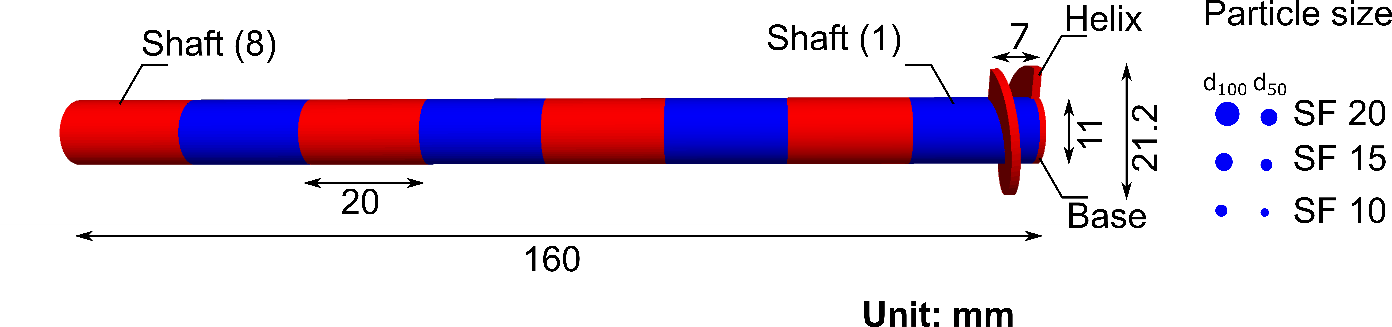 Shaft (8)
Shaft (1)
7
Helix
Particle size
d100 d50
SF 20
SF 15
SF 10
11
21.2
20
Base
160
Unit: mm